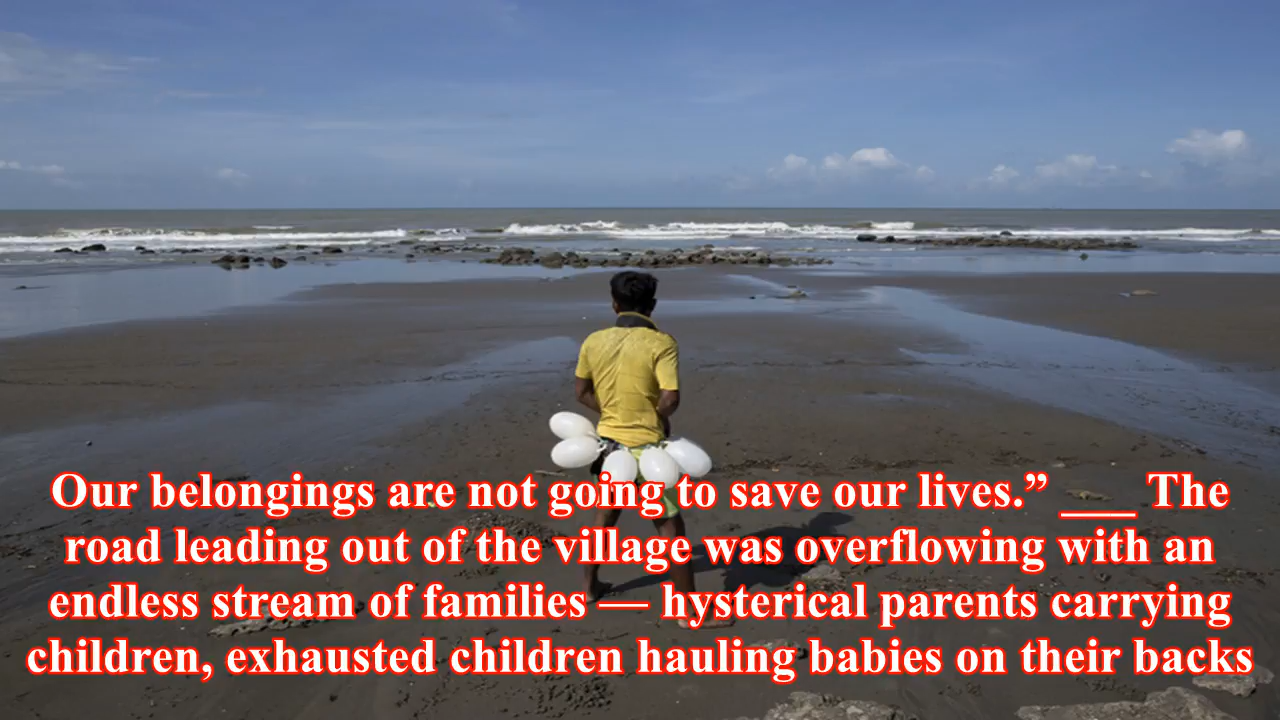 Our belongings are not going to save our lives.” ___ The
road leading out of the village was overflowing with an
endless stream of families — hysterical parents carrying
children, exhausted children hauling babies on their backs